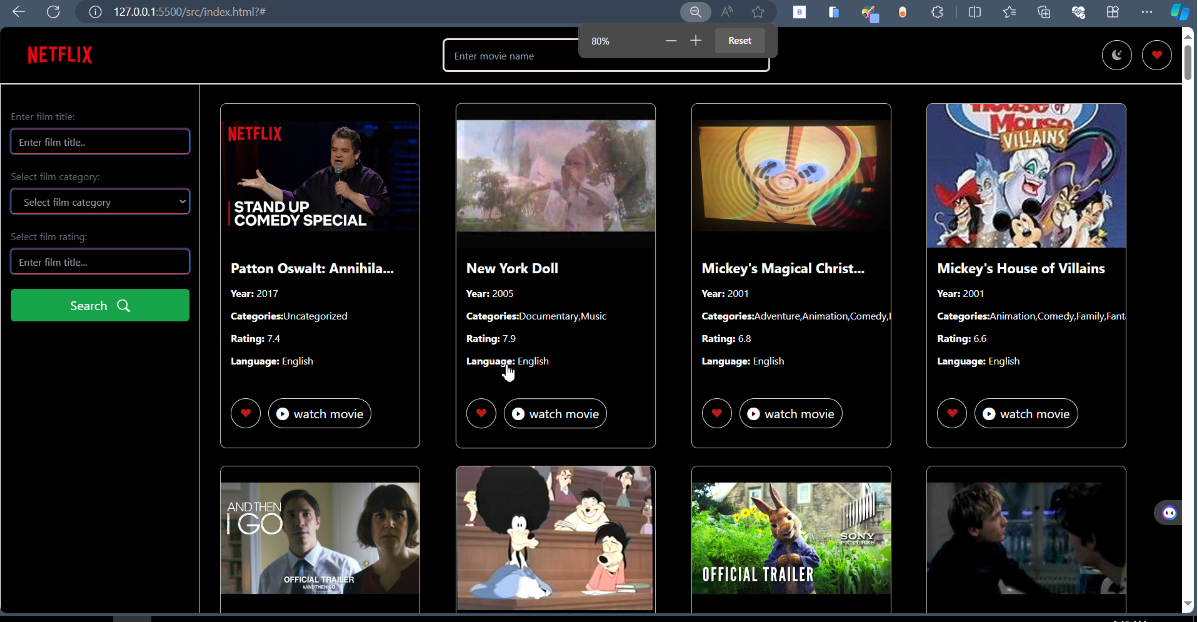 127.0.0.1:5500/src/index.html?#
80%
Reset
NETFLIX
Enter movie name
Enter film title:
Enter film title..
Select film category:
Select film category
Select film rating:
Enter film title...
Search
NETFLIX
STAND UP
COMEDY SPECIAL
Patton Oswalt: Annihila...
Year: 2017
Categories:Uncategorized
Rating: 7.4
Language: English
watch movie
New York Doll
Year: 2005
Categories:Documentary,Music
Rating: 7.9
Language: English
watch movie
Mickey's Magical Christ...
Year: 2001
Categories:Adventure,Animation,Comedy,
Rating: 6.8
Language: English
watch movie
House of
Mouse
VILLAINS
Mickey's House of Villains
Year: 2001
Categories:Animation,Comedy,Family,Fant
Rating: 6.6
Language: English
watch movie
AND THEN
I GO
OFFICIAL TRAILER
#ANDTHENIGO
SONY
PICTURES
OFFICIAL TRAILER